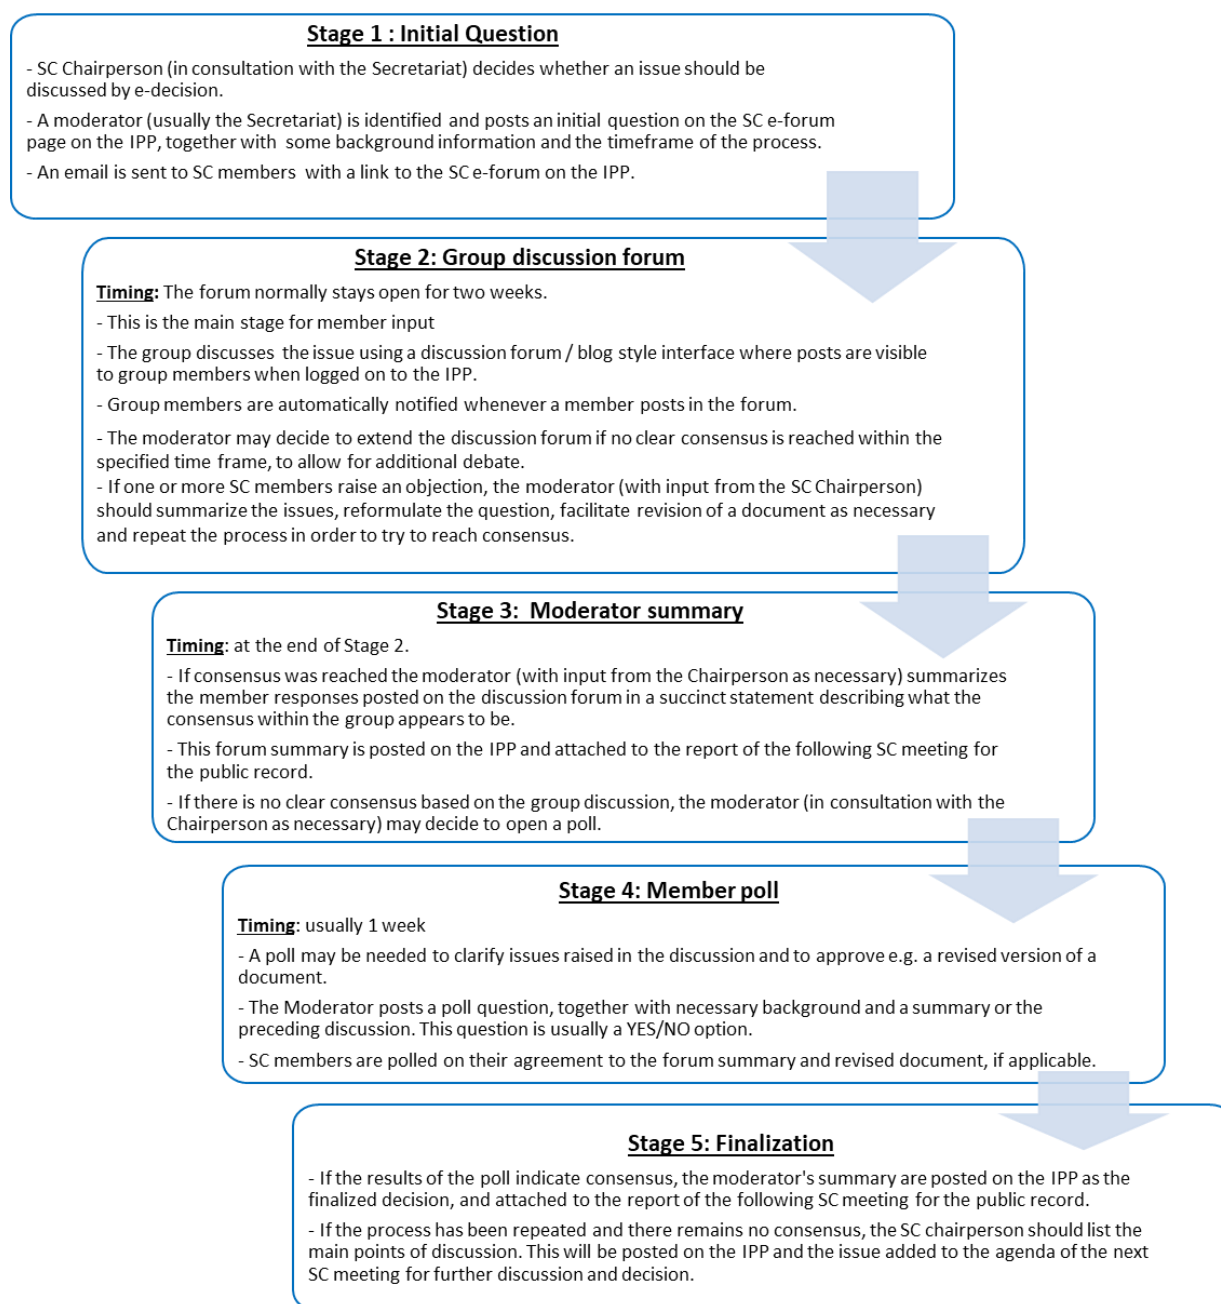 Stage 1 : Initial Question
- SC Chairperson (in consultation with the Secretariat) decides whether an issue should be
discussed by e-decision.
- A moderator (usually the Secretariat) is identified and posts an initial question on the SC e-forum
page on the IPP, together with some background information and the timeframe of the process.
- An email is sent to SC members with a link to the SC e-forum on the IPP.
Stage 2: Group discussion forum
Timing: The forum normally stays open for two weeks.
- This is the main stage for member input
- The group discusses the issue using a discussion forum / blog style interface where posts are visible
to group members when logged on to the IPP.
- Group members are automatically notified whenever a member posts in the forum.
- The moderator may decide to extend the discussion forum if no clear consensus is reached within the
specified time frame, to allow for additional debate.
- If one or more SC members raise an objection, the moderator (with input from the SC Chairperson)
should summarize the issues, reformulate the question, facilitate revision of a document as necessary
and repeat the process in order to try to reach consensus.
Stage 3: Moderator summary
Timing: at the end of Stage 2.
- If consensus was reached the moderator (with input from the Chairperson as necessary) summarizes
the member responses posted on the discussion forum in a succinct statement describing what the
consensus within the group appears to be.
- This forum summary is posted on the IPP and attached to the report of the following SC meeting for
the public record.
- If there is no clear consensus based on the group discussion, the moderator (in consultation with the
Chairperson as necessary) may decide to open a poll.
Stage 4: Member poll
Timing: usually 1 week
- A poll may be needed to clarify issues raised in the discussion and to approve e.g. a revised version of a
document.
- The Moderator posts a poll question, together with necessary background and a summary or the
preceding discussion. This question is usually a YES/NO option.
- SC members are polled on their agreement to the forum summary and revised document, if applicable.
Stage 5: Finalization
- If the results of the poll indicate consensus, the moderator's summary are posted on the IPP as the
finalized decision, and attached to the report of the following SC meeting for the public record.
- If the process has been repeated and there remains no consensus, the SC chairperson should list the
main points of discussion. This will be posted on the IPP and the issue added to the agenda of the next
SC meeting for further discussion and decision.